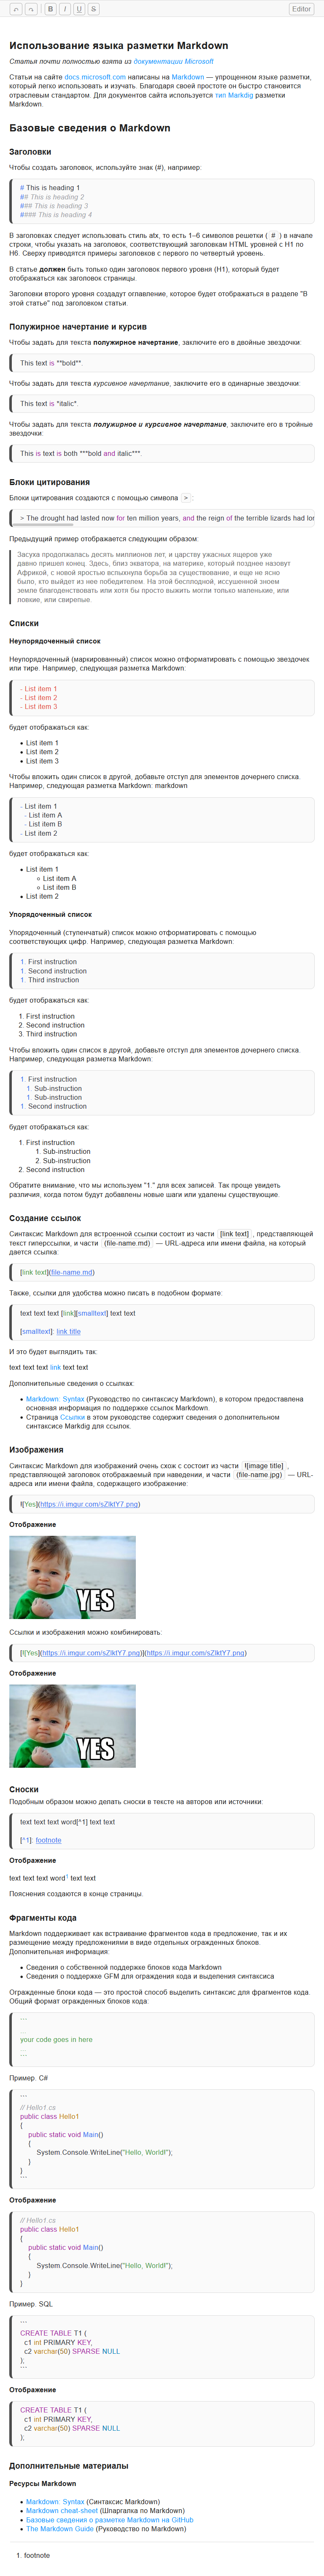 B I U S Editor
Использование языка разметки Markdown
Статья почти полностью взята из документации Microsoft
Статьи на сайте docs.microsoft.com написаны на Markdown — упрощенном языке разметки,
который легко использовать и изучать. Благодаря своей простоте он быстро становится
отраслевым стандартом. Для документов сайта используется тип Markdig разметки
Markdown.
Базовые сведения о Markdown
Заголовки
Чтобы создать заголовок, используйте знак (#), например:
# This is heading 1
## This is heading 2
### This is heading 3
#### This is heading 4
В заголовках следует использовать стиль atx, то есть 1–6 символов решетки ( # ) в начале
строки, чтобы указать на заголовок, соответствующий заголовкам HTML уровней с H1 по
H6. Сверху приводятся примеры заголовков с первого по четвертый уровень.
В статье должен быть только один заголовок первого уровня (H1), который будет
отображаться как заголовок страницы.
Заголовки второго уровня создадут оглавление, которое будет отображаться в разделе "В
этой статье" под заголовком статьи.
Полужирное начертание и курсив
Чтобы задать для текста полужирное начертание, заключите его в двойные звездочки:
This text is **bold**.
Чтобы задать для текста курсивное начертание, заключите его в одинарные звездочки:
This text is *italic*.
Чтобы задать для текста полужирное и курсивное начертание, заключите его в тройные
звездочки:
This is text is both ***bold and italic***.
Блоки цитирования
Блоки цитирования создаются с помощью символа > :
> The drought had lasted now for ten million years, and the reign of the terrible lizards had lon
Предыдущий пример отображается следующим образом:
Засуха продолжалась десять миллионов лет, и царству ужасных ящеров уже
давно пришел конец. Здесь, близ экватора, на материке, который позднее назовут
Африкой, с новой яростью вспыхнула борьба за существование, и еще не ясно
было, кто выйдет из нее победителем. На этой бесплодной, иссушенной зноем
земле благоденствовать или хотя бы просто выжить могли только маленькие, или
ловкие, или свирепые.
Списки
Неупорядоченный список
Неупорядоченный (маркированный) список можно отформатировать с помощью звездочек
или тире. Например, следующая разметка Markdown:
- List item 1
- List item 2
- List item 3
будет отображаться как:
List item 1
List item 2
List item 3
Чтобы вложить один список в другой, добавьте отступ для элементов дочернего списка.
Например, следующая разметка Markdown: markdown
- List item 1
- List item A
- List item B
- List item 2
будет отображаться как:
List item 1
List item A
List item B
List item 2
Упорядоченный список
Упорядоченный (ступенчатый) список можно отформатировать с помощью
соответствующих цифр. Например, следующая разметка Markdown:
1. First instruction
1. Second instruction
1. Third instruction
будет отображаться как:
1. First instruction
2. Second instruction
3. Third instruction
Чтобы вложить один список в другой, добавьте отступ для элементов дочернего списка.
Например, следующая разметка Markdown:
1. First instruction
1. Sub-instruction
1. Sub-instruction
1. Second instruction
будет отображаться как:
1. First instruction
1. Sub-instruction
2. Sub-instruction
2. Second instruction
Обратите внимание, что мы используем "1." для всех записей. Так проще увидеть
различия, когда потом будут добавлены новые шаги или удалены существующие.
Создание ссылок
Синтаксис Markdown для встроенной ссылки состоит из части [link text] , представляющей
текст гиперссылки, и части (file-name.md) — URL-адреса или имени файла, на который
дается ссылка:
[link text](file-name.md)
Также, ссылки для удобства можно писать в подобном формате:
text text text [link][smalltext] text text
[smalltext]: link title
И это будет выглядить так:
text text text link text text
Дополнительные сведения о ссылках:
Markdown: Syntax (Руководство по синтаксису Markdown), в котором предоставлена
основная информация по поддержке ссылок Markdown.
Страница Ссылки в этом руководстве содержит сведения о дополнительном
синтаксисе Markdig для ссылок.
Изображения
Синтаксис Markdown для изображений очень схож с состоит из части ![image title] ,
представляющей заголовок отображаемый при наведении, и части (file-name.jpg) — URL-
адреса или имени файла, содержащего изображение:
![Yes](https://i.imgur.com/sZlktY7.png)
Отображение
YES
Ссылки и изображения можно комбинировать:
[![Yes](https://i.imgur.com/sZlktY7.png)](https://i.imgur.com/sZlktY7.png)
Отображение
YES
Сноски
Подобным образом можно делать сноски в тексте на авторов или источники:
text text text word[^1] text text
[^1]: footnote
Отображение
text text text word1 text text
Пояснения создаются в конце страницы.
Фрагменты кода
Markdown поддерживает как встраивание фрагментов кода в предложение, так и их
размещение между предложениями в виде отдельных огражденных блоков.
Дополнительная информация:
Сведения о собственной поддержке блоков кода Markdown
Сведения о поддержке GFM для ограждения кода и выделения синтаксиса
Огражденные блоки кода — это простой способ выделить синтаксис для фрагментов кода.
Общий формат огражденных блоков кода:
```
...
your code goes in here
...
```
Пример: C#
```
// Hello1.cs
public class Hello1
{
public static void Main()
{
System.Console.WriteLine("Hello, World!");
}
}
```
Отображение
// Hello1.cs
public class Hello1
{
public static void Main()
{
System.Console.WriteLine("Hello, World!");
}
}
Пример: SQL
```
CREATE TABLE T1 (
c1 int PRIMARY KEY,
c2 varchar(50) SPARSE NULL
);
```
Отображение
CREATE TABLE T1 (
c1 int PRIMARY KEY,
c2 varchar(50) SPARSE NULL
);
Дополнительные материалы
Ресурсы Markdown
Markdown: Syntax (Синтаксис Markdown)
Markdown cheat-sheet (Шпаргалка по Markdown)
Базовые сведения о разметке Markdown на GitHub
The Markdown Guide (Руководство по Markdown)
1. footnote